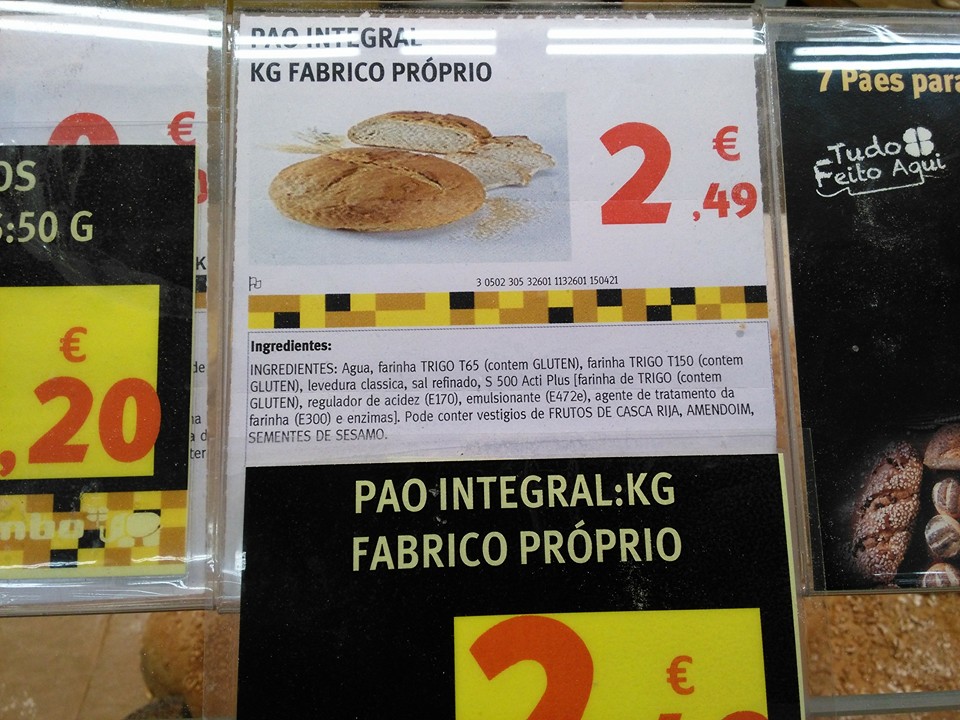 PAO INTEGRAL
KG FABRICO PRÓPRIO
2,49 €
3 0502 305 32601 1132601 150421
Ingredientes:
INGREDIENTES: Agua, farinha TRIGO T65 (contem GLUTEN), farinha TRIGO T150 (contem
GLUTEN), levedura classica, sal refinado, S 500 Acti Plus [farinha de TRIGO (contem
GLUTEN), regulador de acidez (E170), emulsionante (E472e), agente de tratamento da
farinha (E300) e enzimas]. Pode conter vestigios de FRUTOS DE CASCA RIJA, AMENDOIM,
SEMENTES DE SESAMO.
PAO INTEGRAL:KG
FABRICO PRÓPRIO
2 €
€
OS
:50 G
€
,20
7 Paes para
Tudo
Feito Aqui